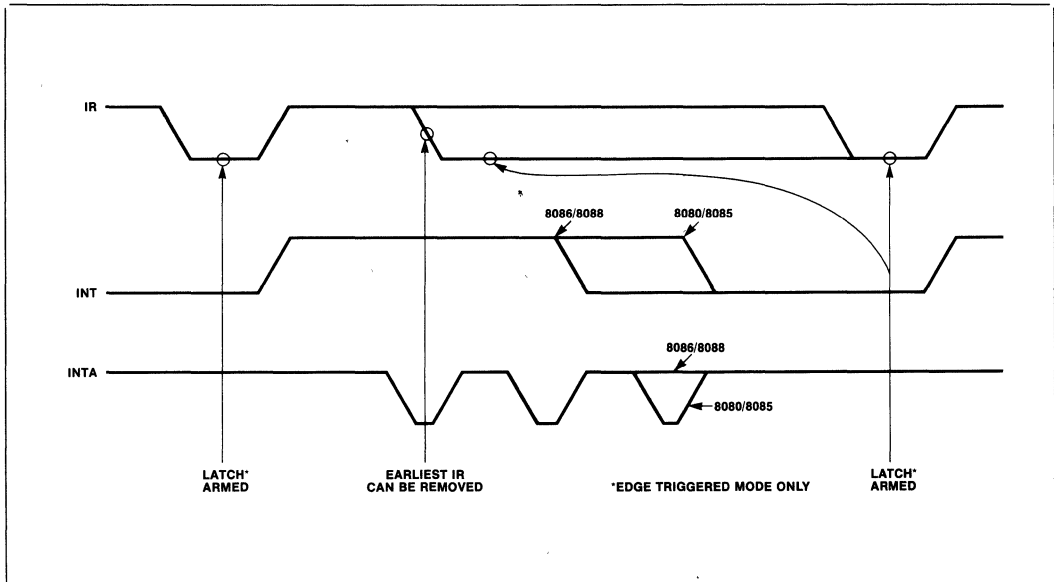 IR
8086/8088
8080/8085
INT
8086/8088
INTA
8080/8085
LATCH*
ARMED
EARLIEST IR
CAN BE REMOVED
*EDGE TRIGGERED MODE ONLY
LATCH*
ARMED